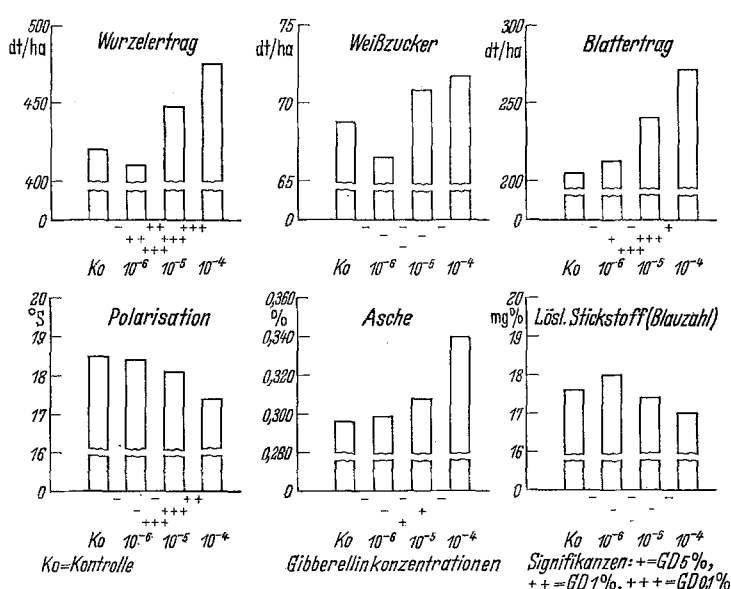 500
dt/ha
450
400
0
Wurzelertrag
- ++ +++
++ +++
+++
Ko 10⁻⁶ 10⁻⁵ 10⁻⁴
75
dt/ha
70
65
0
Weißzucker
- - -
- -
-
Ko 10⁻⁶ 10⁻⁵ 10⁻⁴
300
dt/ha
250
200
0
Blattertrag
- - +
+ +++
+++
Ko 10⁻⁶ 10⁻⁵ 10⁻⁴
20
°S
19
18
17
16
0
Polarisation
- - ++
- +++
+++
Ko 10⁻⁶ 10⁻⁵ 10⁻⁴
0,360
%
0,340
0,320
0,300
0,280
0
Asche
- - -
- +
+
Ko 10⁻⁶ 10⁻⁵ 10⁻⁴
20
mg%
19
18
17
16
0
Lösl. Stickstoff (Blauzahl)
- - -
- -
-
Ko 10⁻⁶ 10⁻⁵ 10⁻⁴
Ko=Kontrolle
Gibberellinkonzentrationen
Signifikanzen: +=GD5%,
++=GD1%, +++=GD0,1%